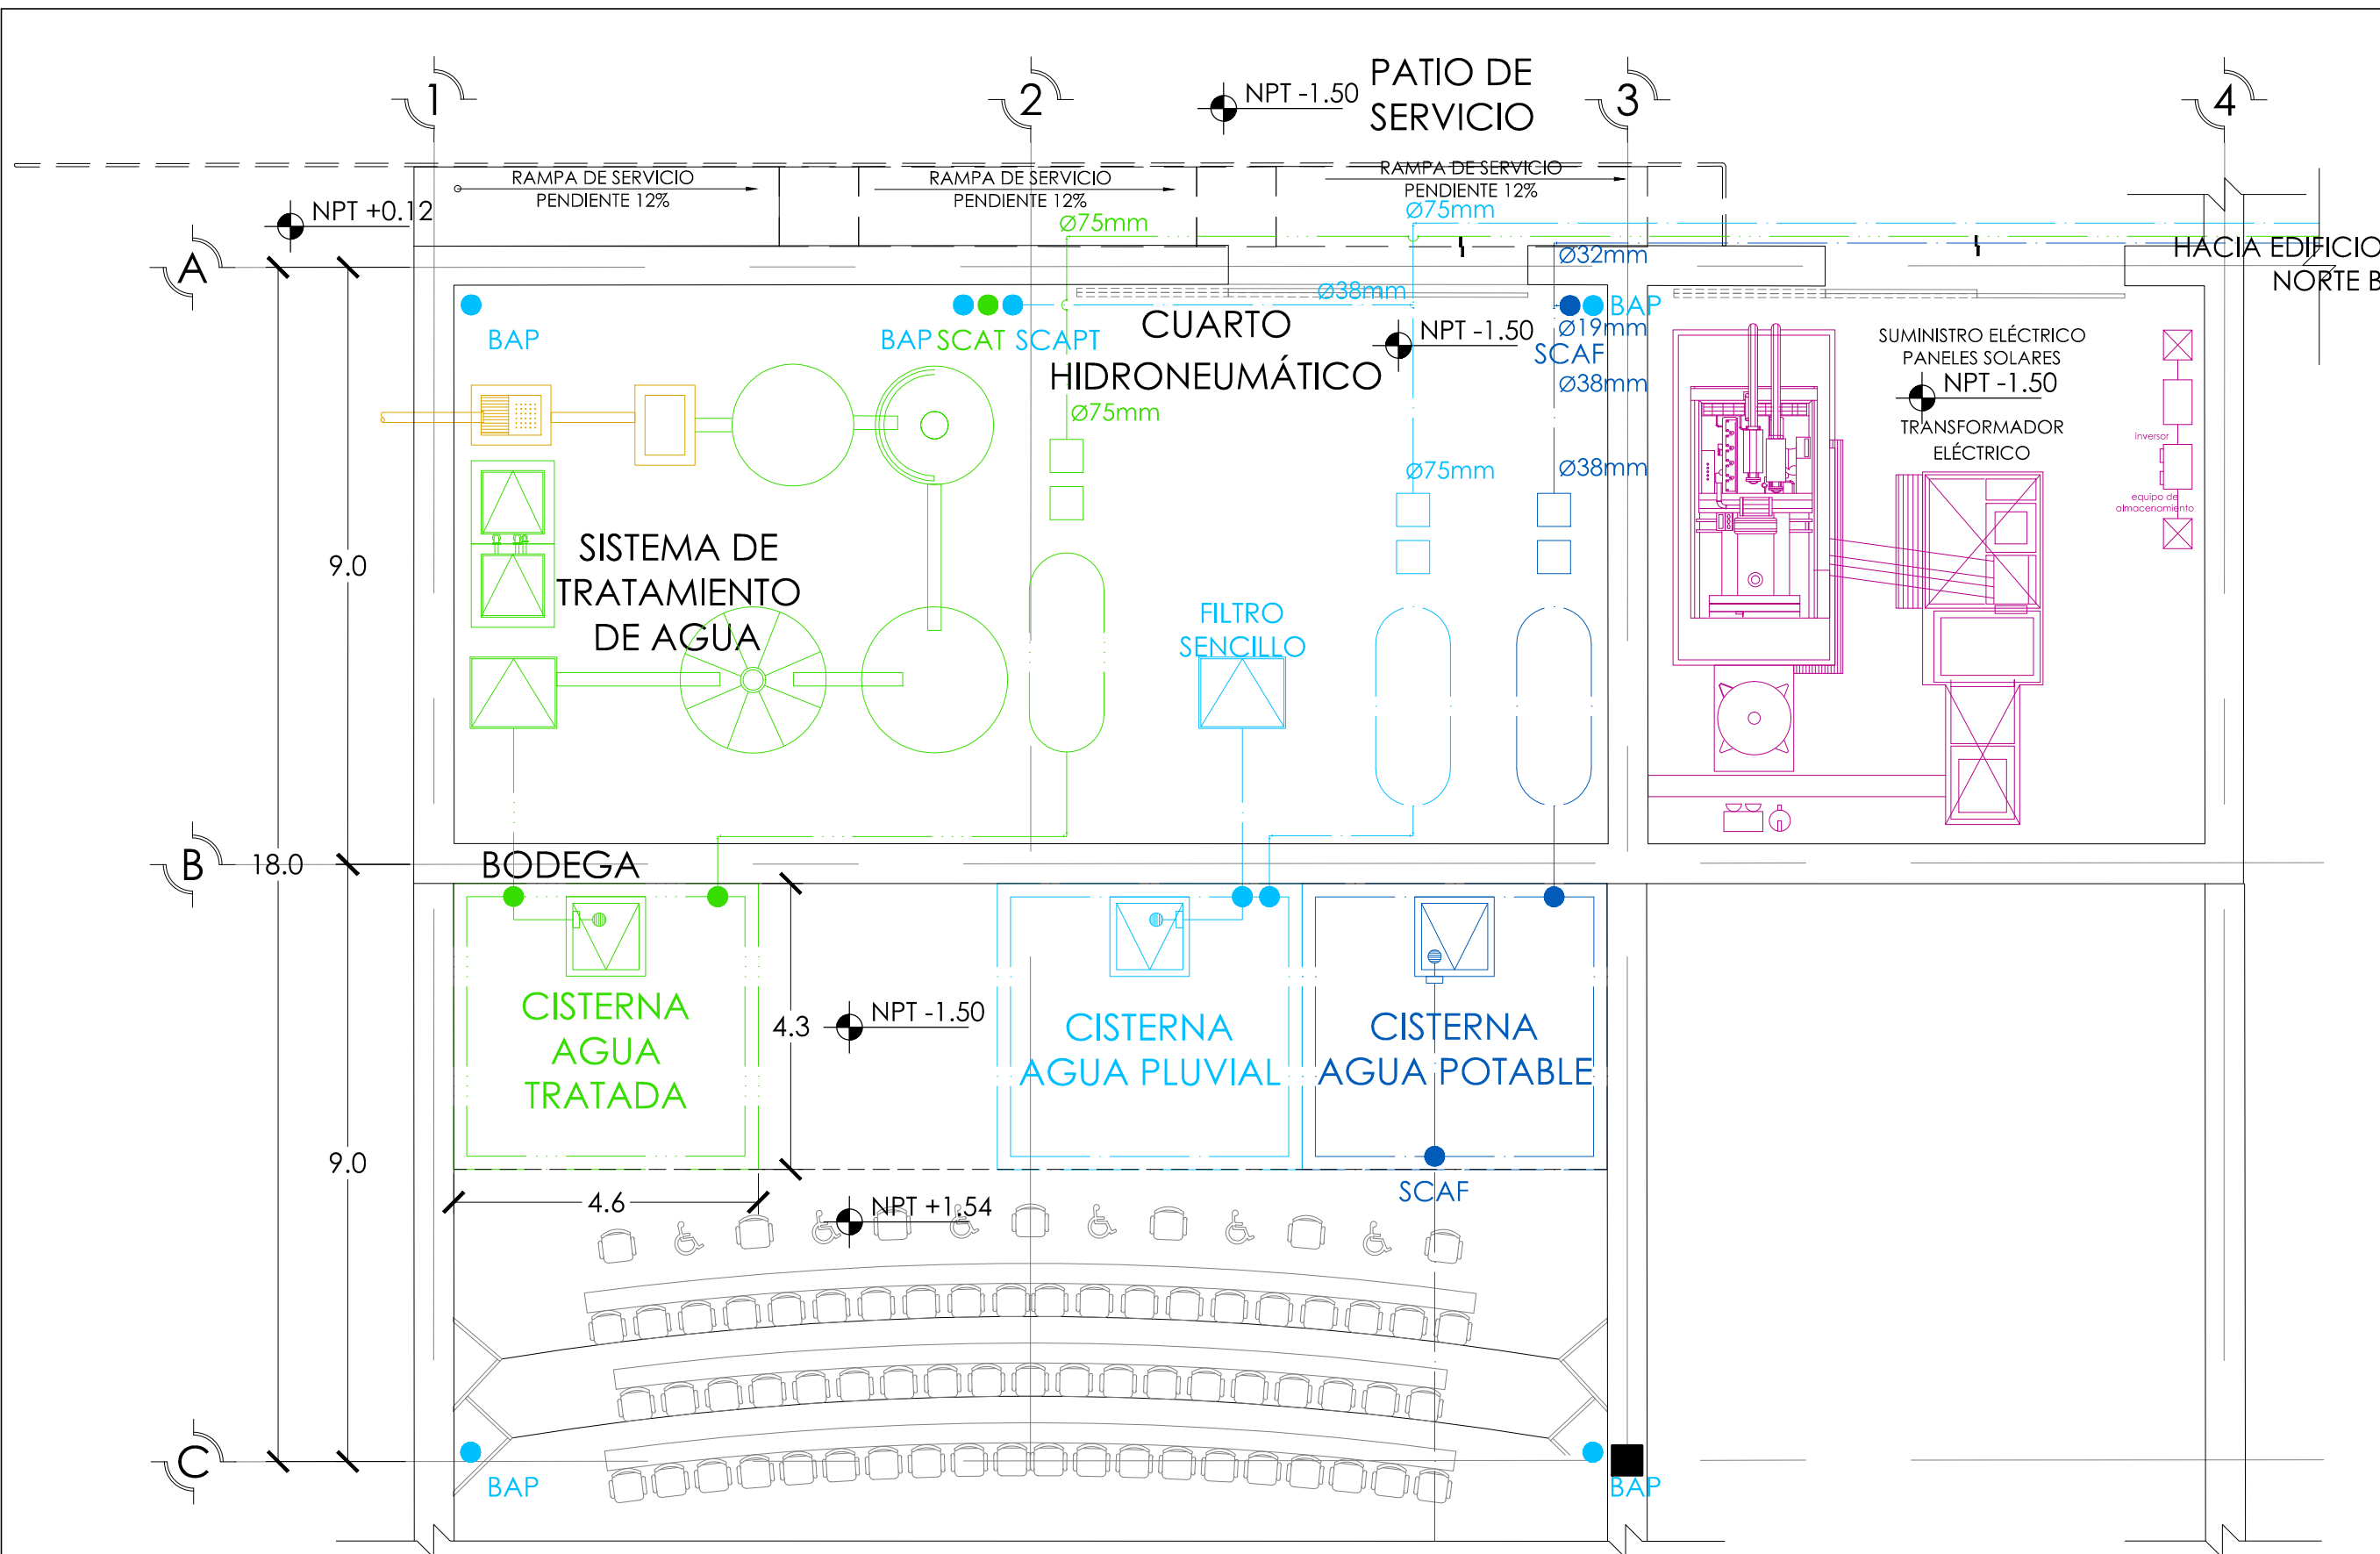 1
2
3
4
NPT -1.50
PATIO DE
SERVICIO
RAMPA DE SERVICIO
PENDIENTE 12%
RAMPA DE SERVICIO
PENDIENTE 12%
RAMPA DE SERVICIO
PENDIENTE 12%
NPT +0.12
Ø75mm
Ø75mm
A
Ø32mm
HACIA EDIFICIO
NORTE B
Ø38mm
BAP
BAP
SCAT
SCAPT
CUARTO
HIDRONEUMÁTICO
NPT -1.50
BAP
Ø19mm
SCAF
Ø38mm
SUMINISTRO ELÉCTRICO
PANELES SOLARES
NPT -1.50
TRANSFORMADOR
ELÉCTRICO
inversor
equipo de
almacenamiento
Ø75mm
Ø75mm
Ø38mm
9.0
SISTEMA DE
TRATAMIENTO
DE AGUA
FILTRO
SENCILLO
B
18.0
BODEGA
CISTERNA
AGUA
TRATADA
4.3
NPT -1.50
CISTERNA
AGUA PLUVIAL
CISTERNA
AGUA POTABLE
9.0
4.6
NPT +1.54
SCAF
C
BAP
BAP